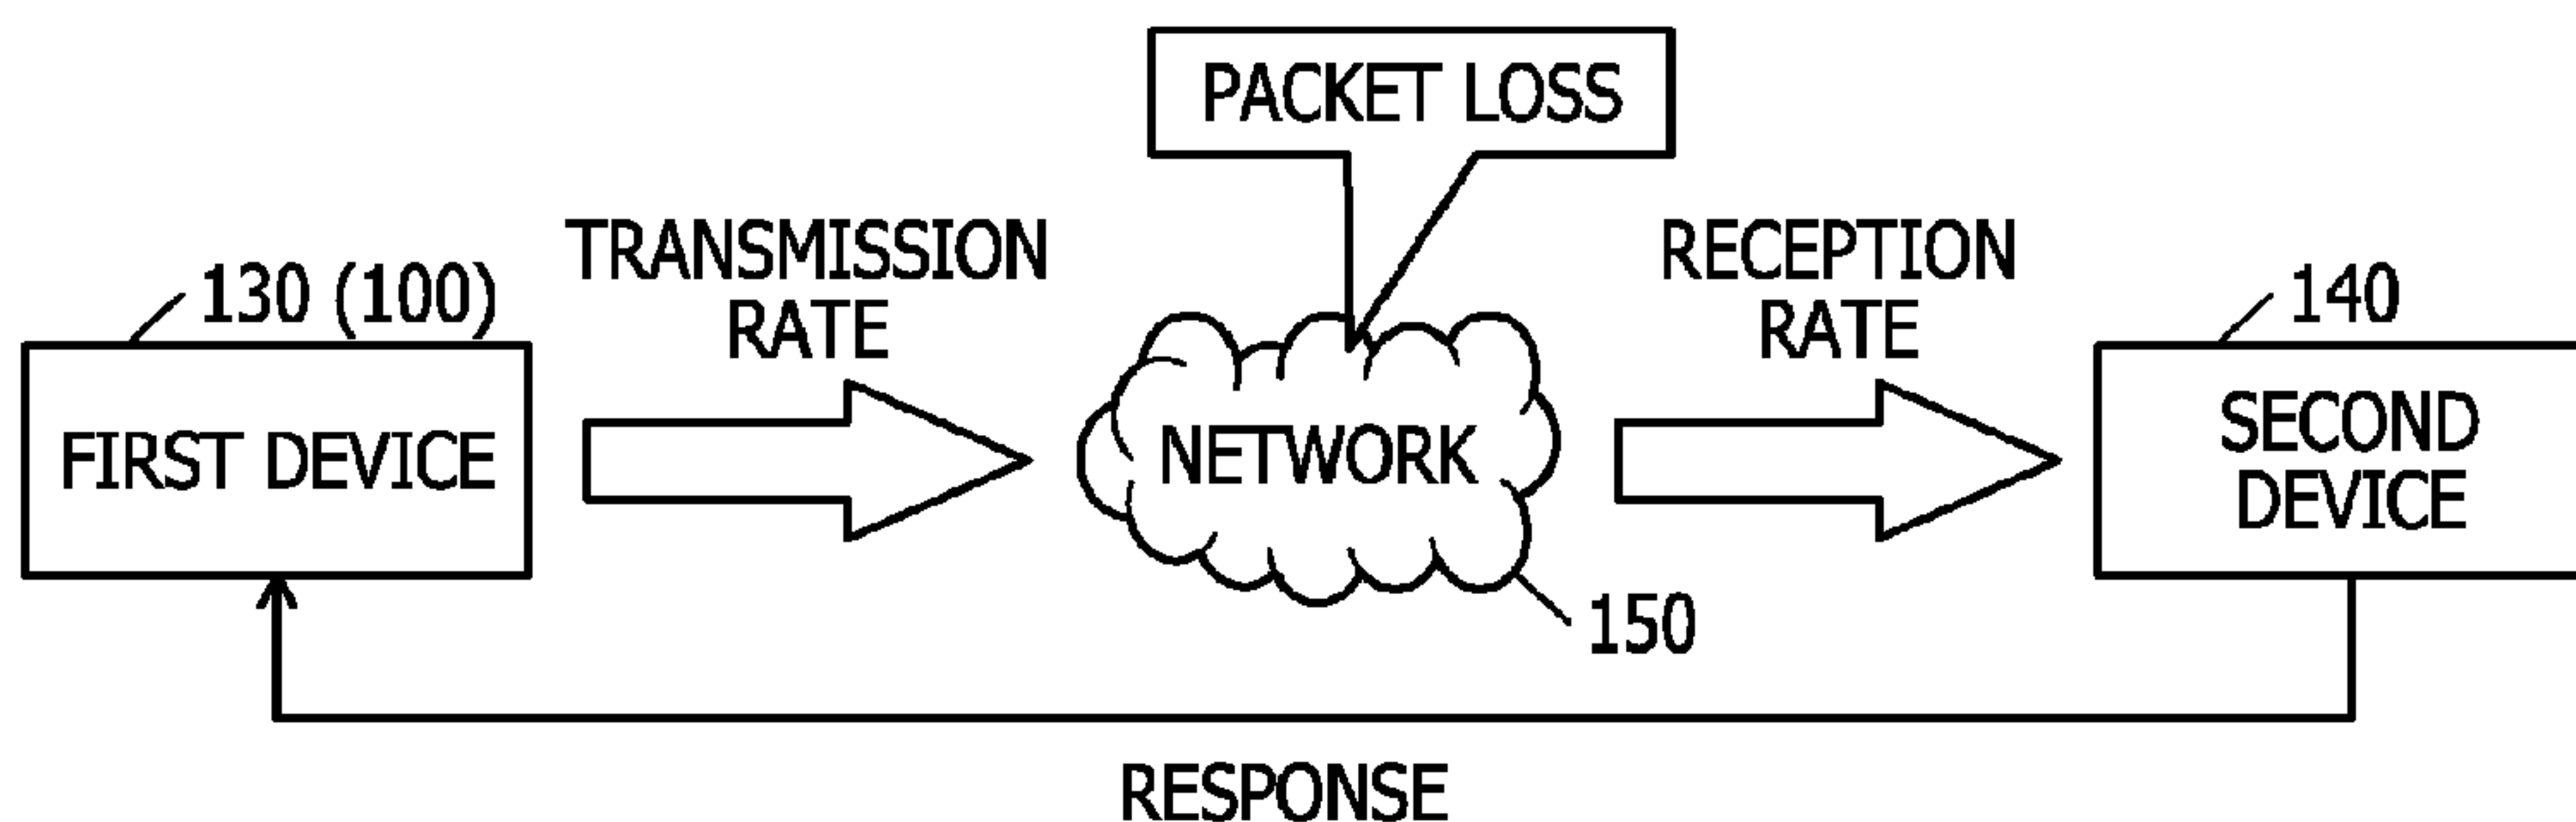 PACKET LOSS
TRANSMISSION
RATE
RECEPTION
RATE
130 (100)
140
FIRST DEVICE
NETWORK
SECOND
DEVICE
150
RESPONSE